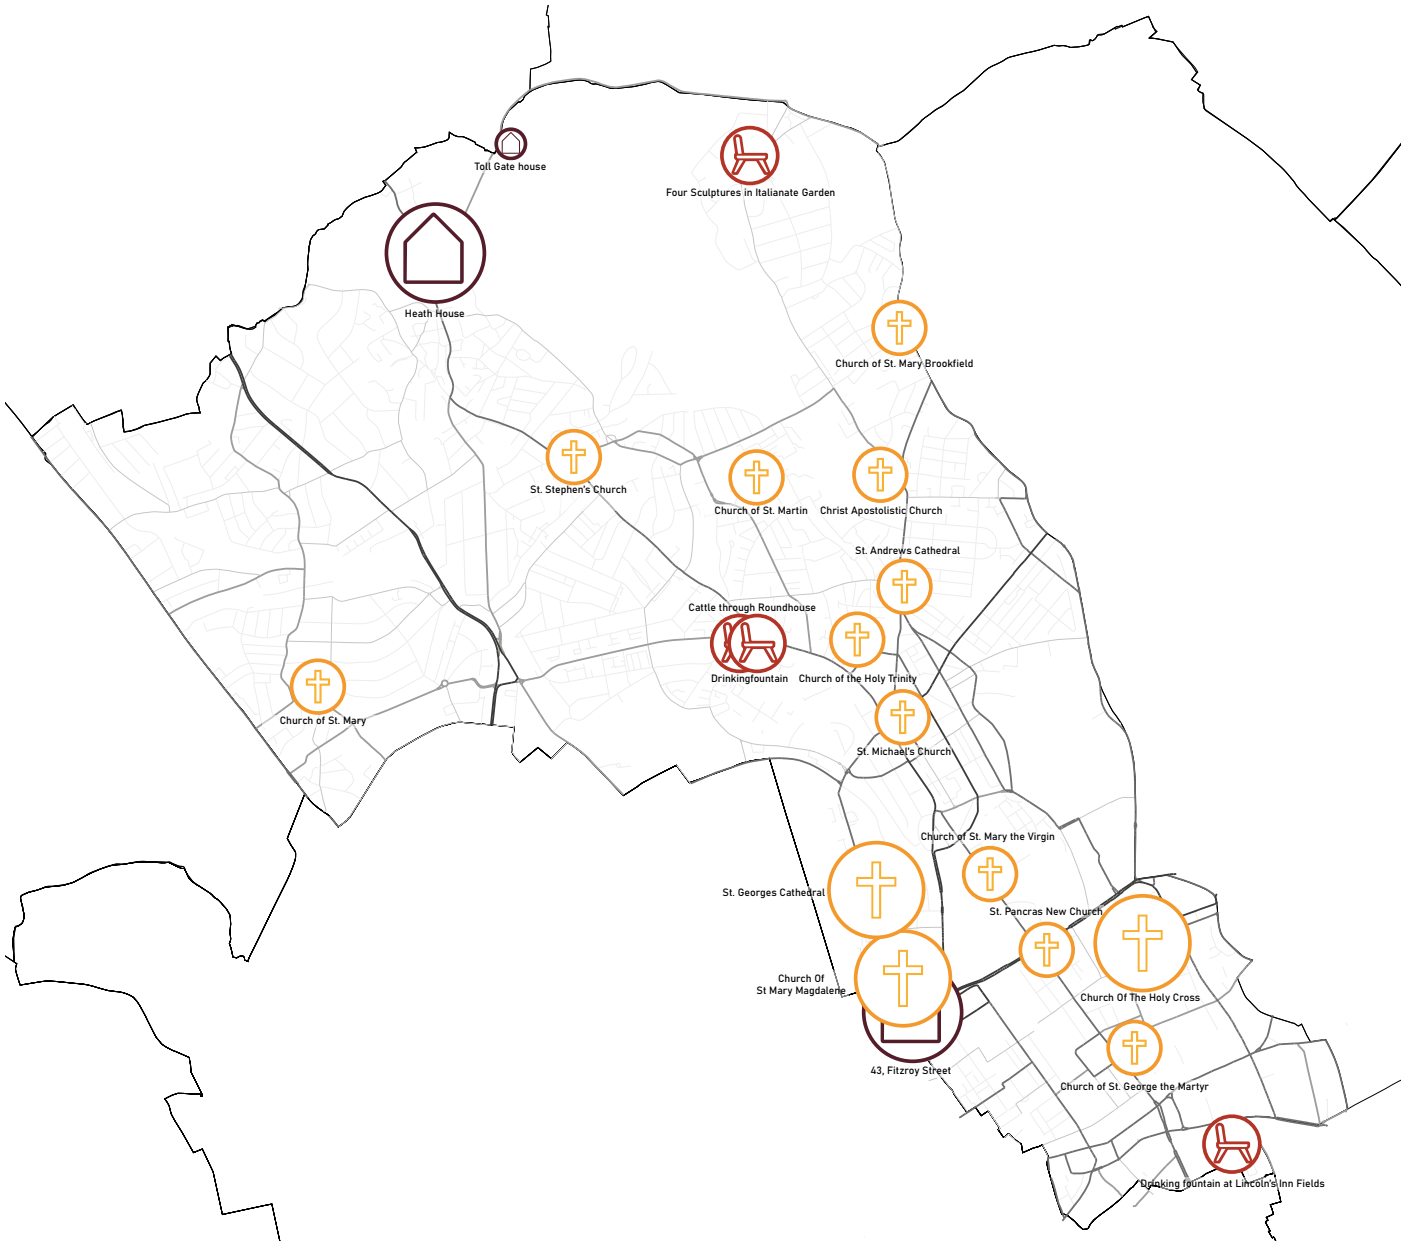 Toll Gate house
Four Sculptures in Italianate Garden
Heath House
Church of St. Mary Brookfield
St. Stephen's Church
Church of St. Martin
Christ Apostolistic Church
St. Andrews Cathedral
Cattle through Roundhouse
Drinkingfountain
Church of the Holy Trinity
Church of St. Mary
St. Michael's Church
Church of St. Mary the Virgin
St. Georges Cathedral
St. Pancras New Church
Church Of
St Mary Magdalene
Church Of The Holy Cross
43, Fitzroy Street
Church of St. George the Martyr
Drinking fountain at Lincoln's Inn Fields